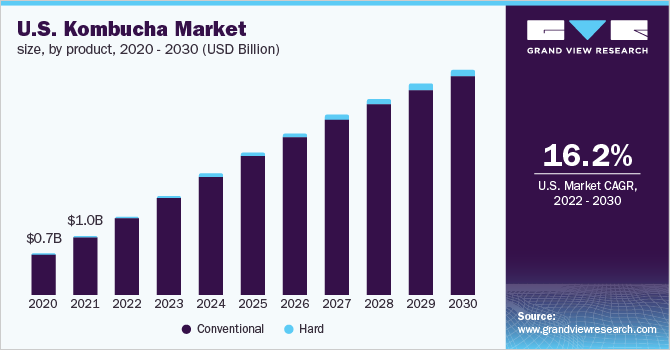 U.S. Kombucha Market
size, by product, 2020 - 2030 (USD Billion)
$0.7B
$1.0B
2020 2021 2022 2023 2024 2025 2026 2027 2028 2029 2030
Conventional Hard
GRAND VIEW RESEARCH
16.2%
U.S. Market CAGR,
2022 - 2030
Source:
www.grandviewresearch.com